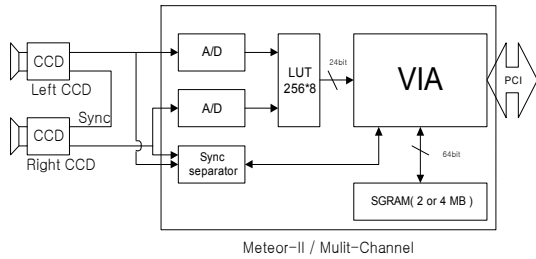 CCD
Left CCD
Sync
CCD
Right CCD
A/D
A/D
Sync
separator
LUT
256*8
24bit
VIA
PCI
64bit
SGRAM( 2 or 4 MB )
Meteor-II / Mulit-Channel